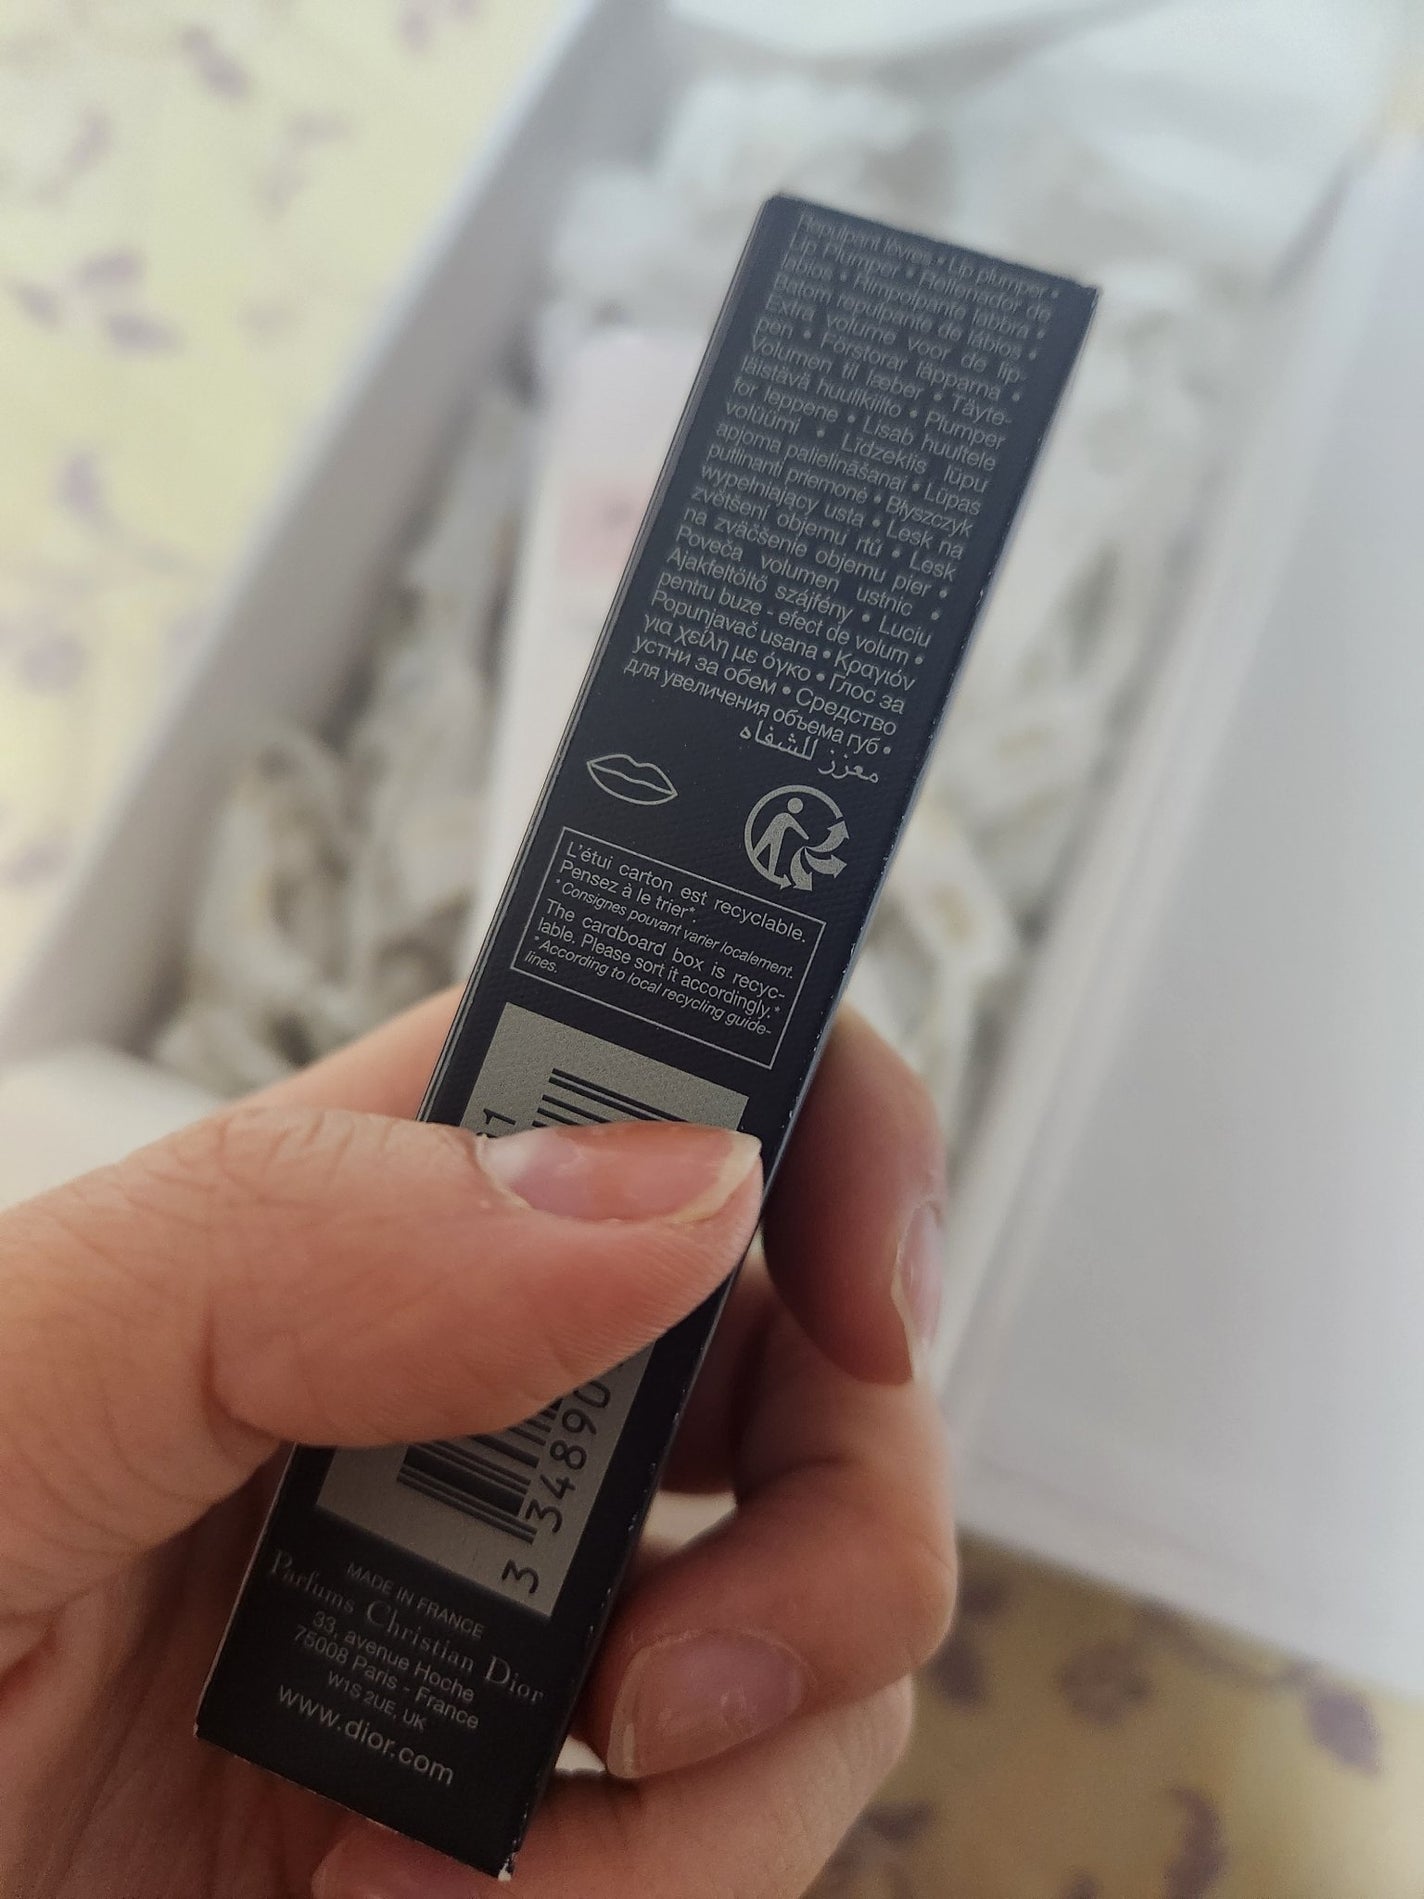 Repulpant lèvres • Lip plumper •
Lip Plumper • Rellenador de
labios • Rimpolpante labbra •
Batom repulpante de lábios •
Extra volume voor de lip-
pen • Förstorar läpparna •
Volumen til læber • Täyte-
läistävä huulikiilto • Plumper
for leppene • Lisab huultele
volüümi • Līdzeklis lūpu
apjoma palielināšanai • Lūpas
putlinanti priemonė • Błyszczyk
wypełniający usta • Lesk na
zvětšení objemu rtů • Lesk
na zväčšenie objemu pier •
Poveča volumen ustnic •
Ajakfeltöltő szájfény • Luciu
pentru buze - efect de volum •
Popunjavač usana • Κραγιόν
για χείλη με όγκο • Глос за
устни за обем • Средство
для увеличения объема губ •
معزز للشفاه
L'étui carton est recyclable.
Pensez à le trier*.
*Consignes pouvant varier localement.
The cardboard box is recyc-
lable. Please sort it accordingly.*
*According to local recycling guide-
lines.
3 34890
1
MADE IN FRANCE
Parfums Christian Dior
33, avenue Hoche
75008 Paris - France
W1S 2UE, UK
www.dior.com